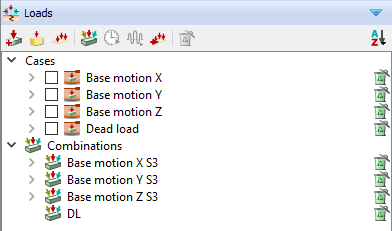 Loads
A
Z
Cases
Base motion X
Base motion Y
Base motion Z
Dead load
Combinations
Base motion X S3
Base motion Y S3
Base motion Z S3
DL